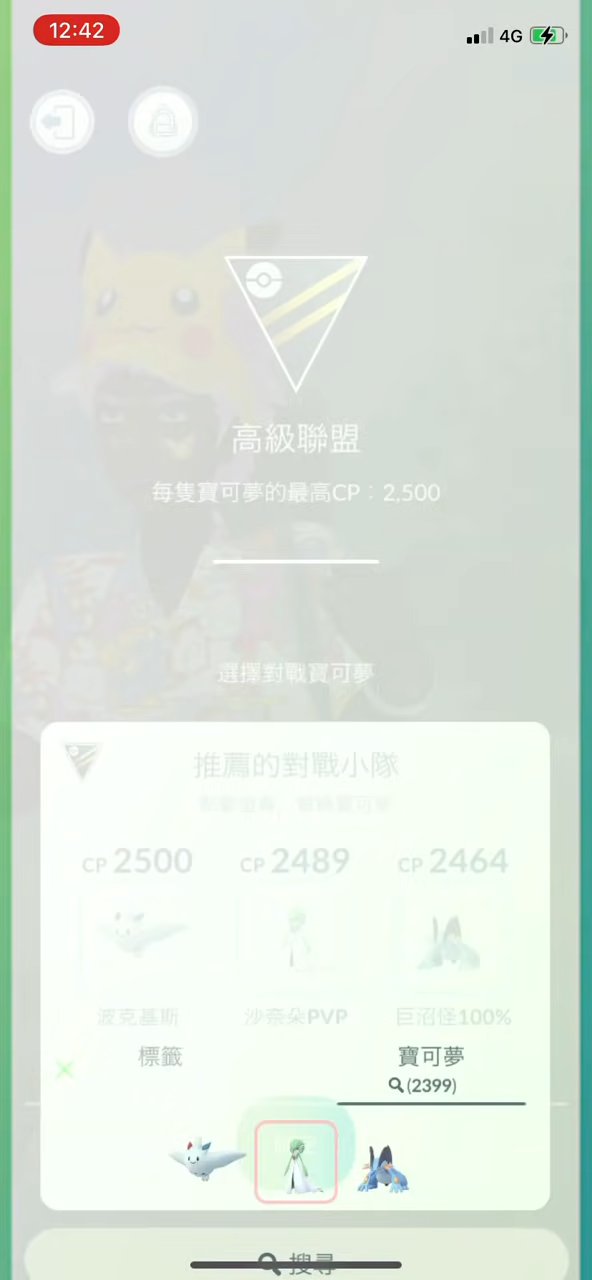 12:42
4G
高級聯盟
每隻寶可夢的最高CP：2,500
選擇對戰寶可夢
推薦的對戰小隊
CP 2500 CP 2489 CP 2464
波克基斯 沙奈朵PVP 巨沼怪100%
標籤 寶可夢
(2399)
搜尋